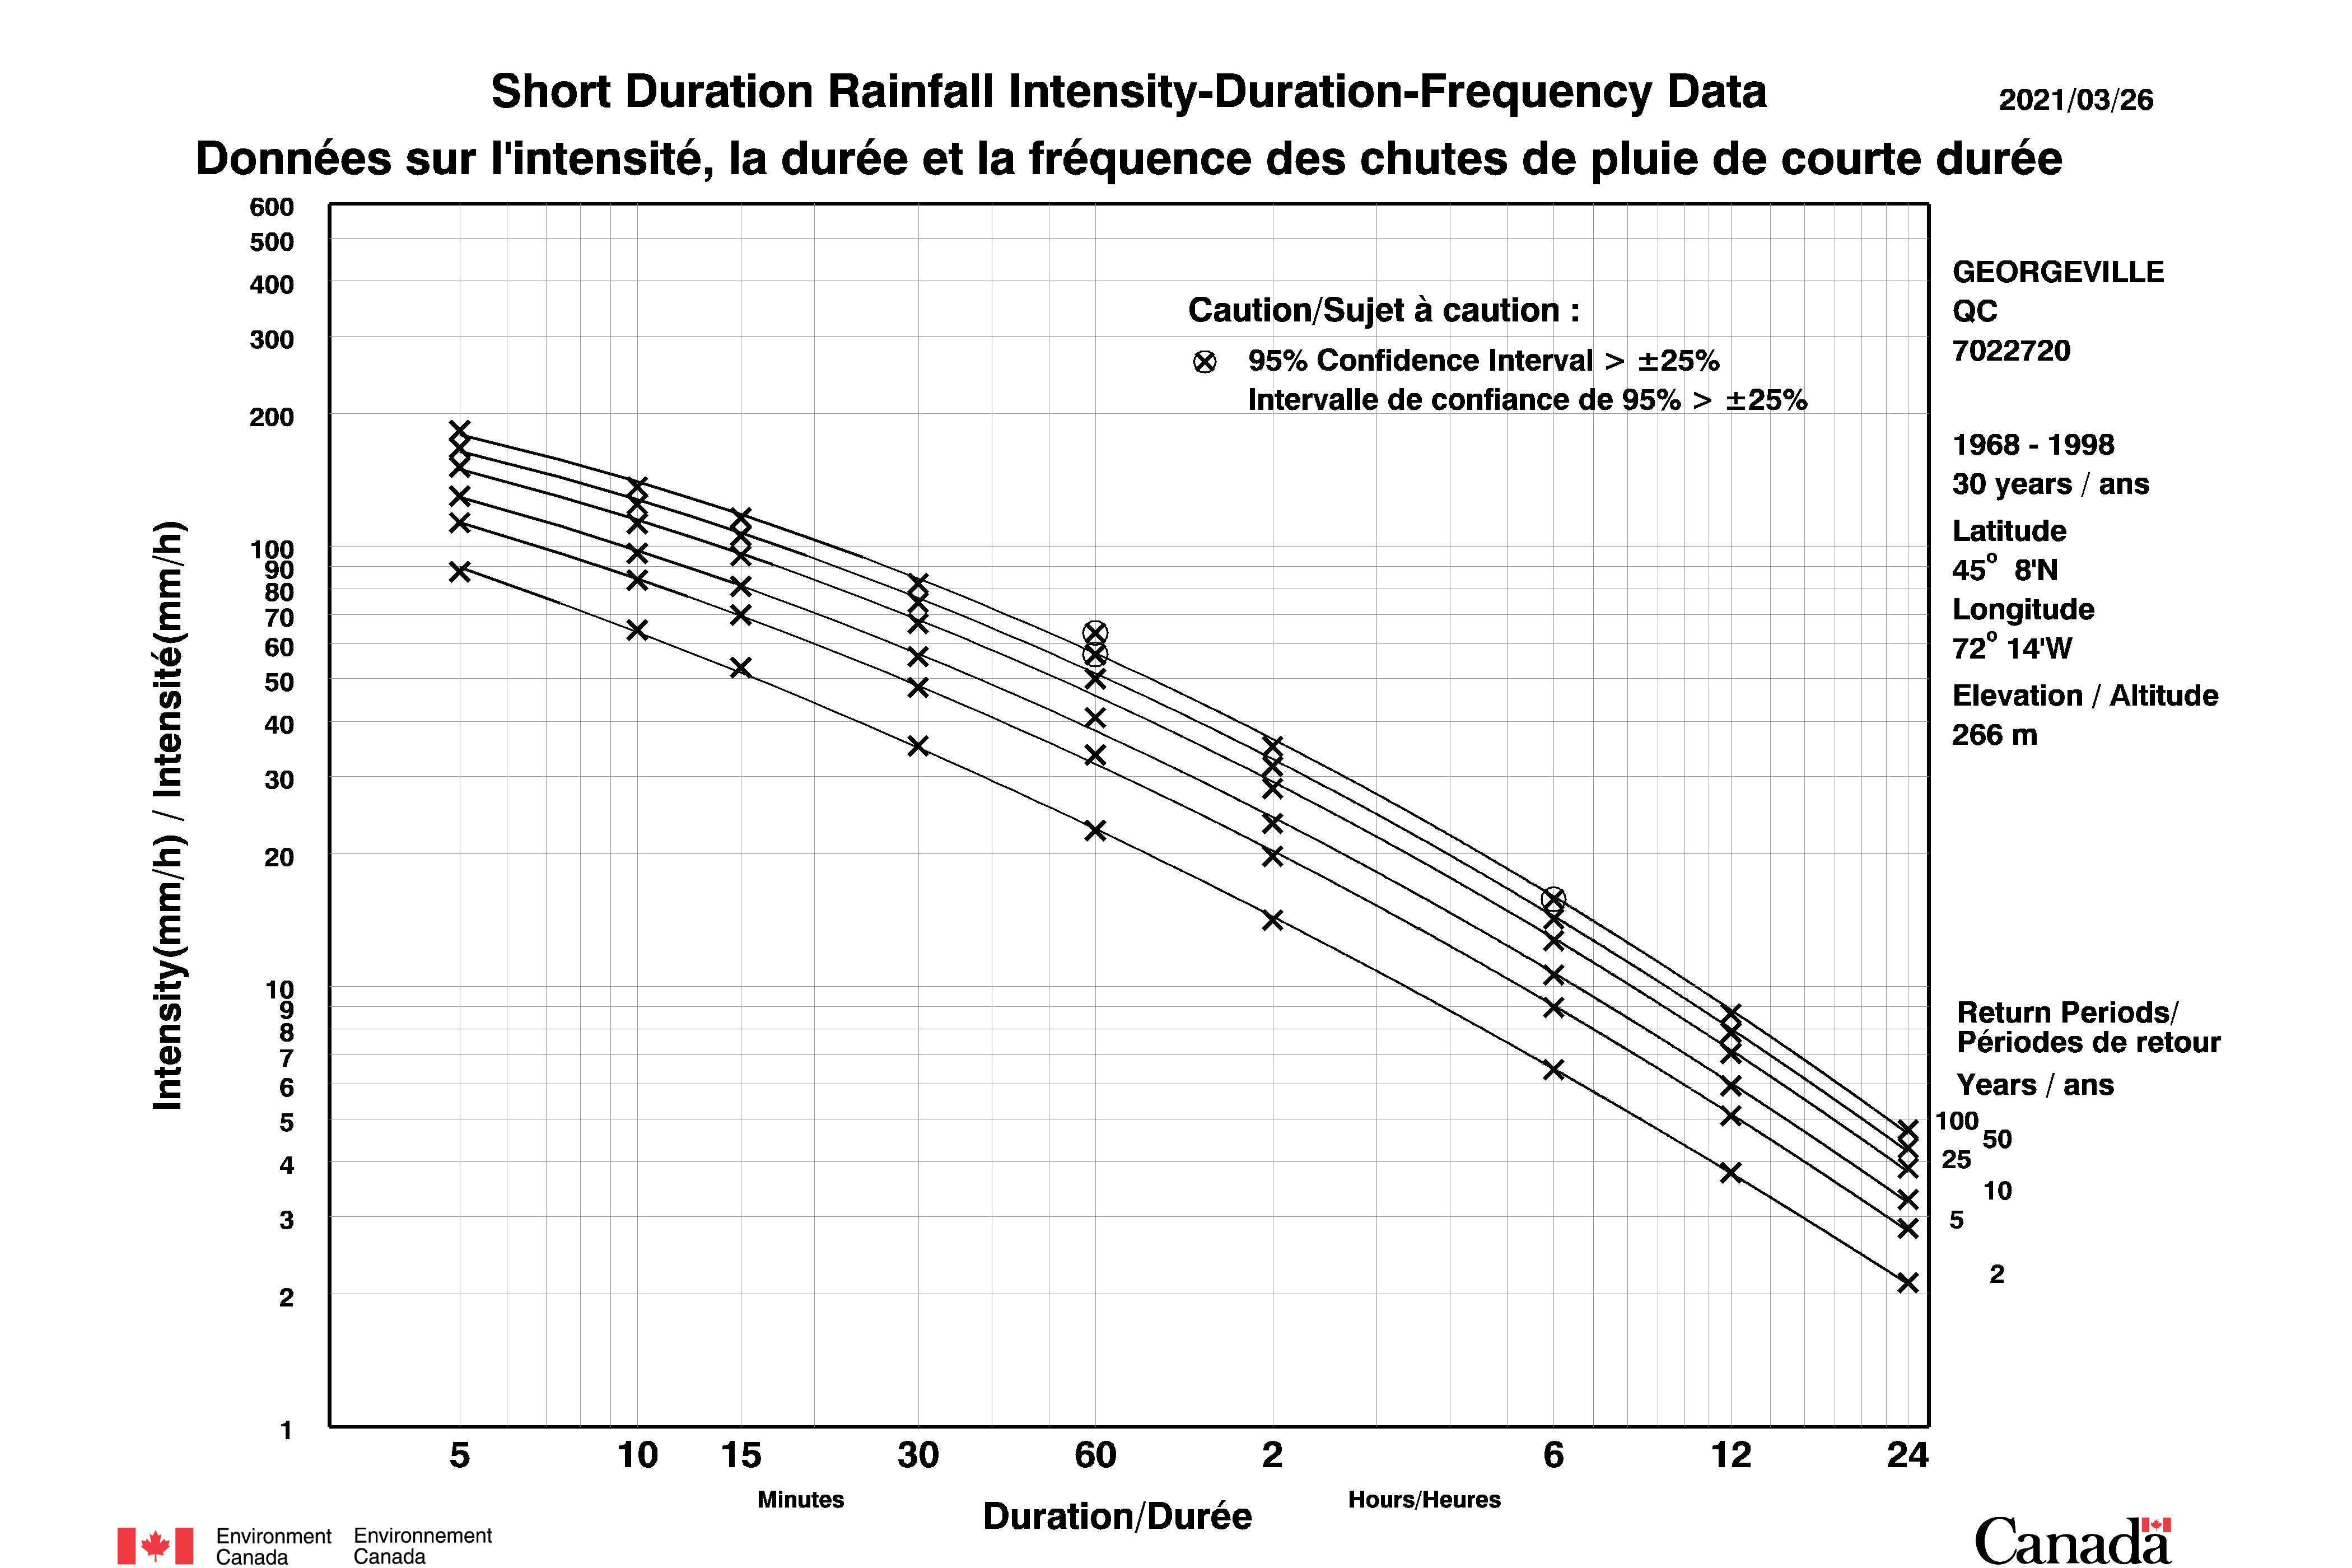 Short Duration Rainfall Intensity-Duration-Frequency Data
2021/03/26
Données sur l'intensité, la durée et la fréquence des chutes de pluie de courte durée
600
500
400
300
200
100
90
80
70
60
50
40
30
20
10
9
8
7
6
5
4
3
2
1
Intensity(mm/h) / Intensité(mm/h)
Caution/Sujet à caution :
95% Confidence Interval > ±25%
Intervalle de confiance de 95% > ±25%
GEORGEVILLE
QC
7022720
1968 - 1998
30 years / ans
Latitude
45° 8'N
Longitude
72° 14'W
Elevation / Altitude
266 m
Return Periods/
Périodes de retour
Years / ans
100
50
25
10
5
2
5 10 15 30 60 2 6 12 24
Minutes Hours/Heures
Duration/Durée
Environment Environnement
Canada Canada
Canada